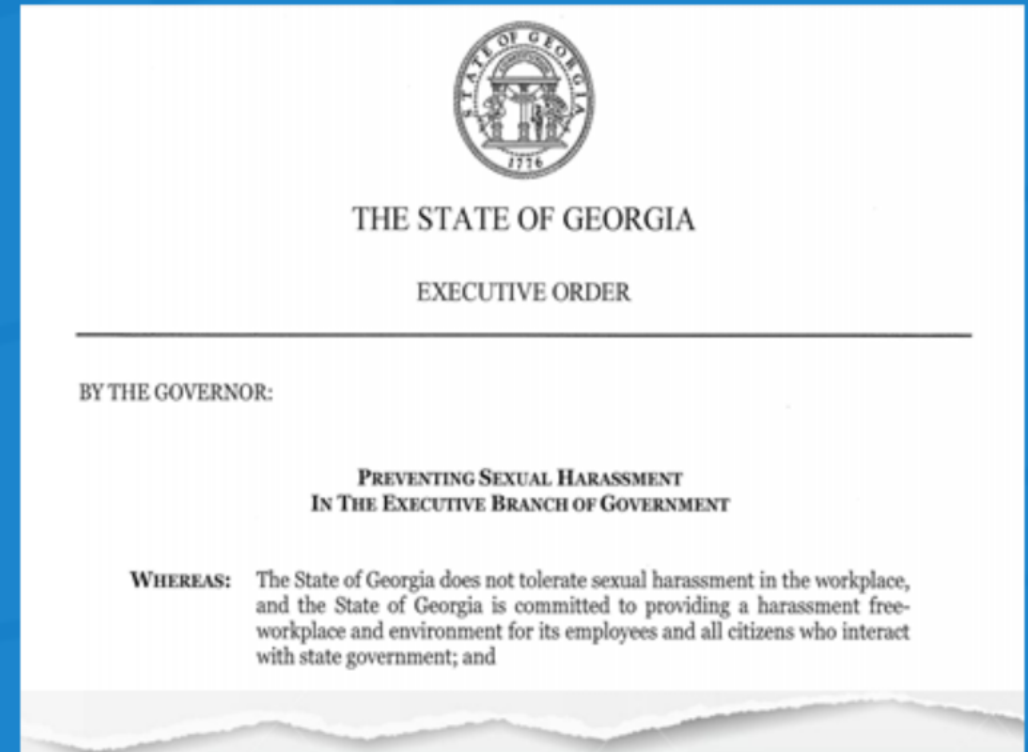 STATE OF GEORGIA
CONSTITUTION
1776
THE STATE OF GEORGIA
EXECUTIVE ORDER
BY THE GOVERNOR:
PREVENTING SEXUAL HARASSMENT
IN THE EXECUTIVE BRANCH OF GOVERNMENT
WHEREAS: The State of Georgia does not tolerate sexual harassment in the workplace,
and the State of Georgia is committed to providing a harassment free-
workplace and environment for its employees and all citizens who interact
with state government; and